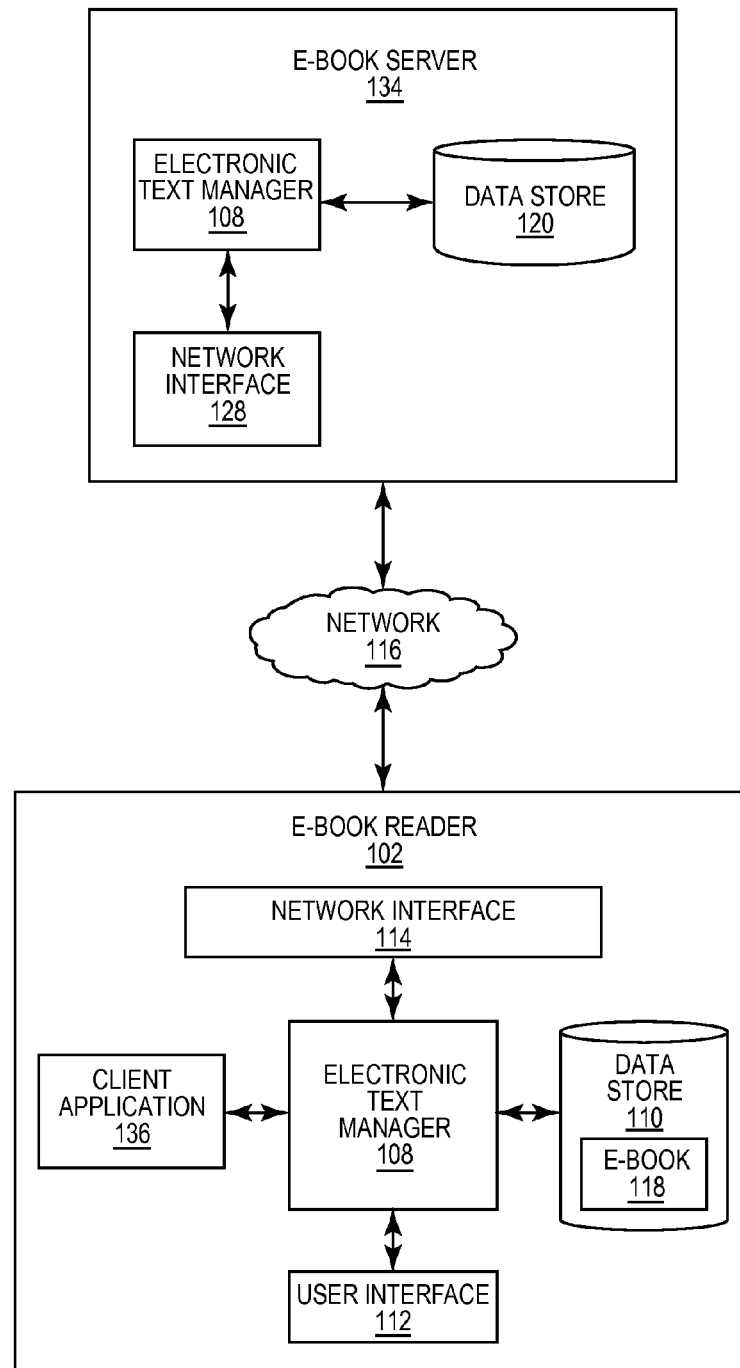 E-BOOK SERVER
134
ELECTRONIC
TEXT MANAGER
108
DATA STORE
120
NETWORK
INTERFACE
128
NETWORK
116
E-BOOK READER
102
NETWORK INTERFACE
114
CLIENT
APPLICATION
136
ELECTRONIC
TEXT
MANAGER
108
DATA
STORE
110
E-BOOK
118
USER INTERFACE
112